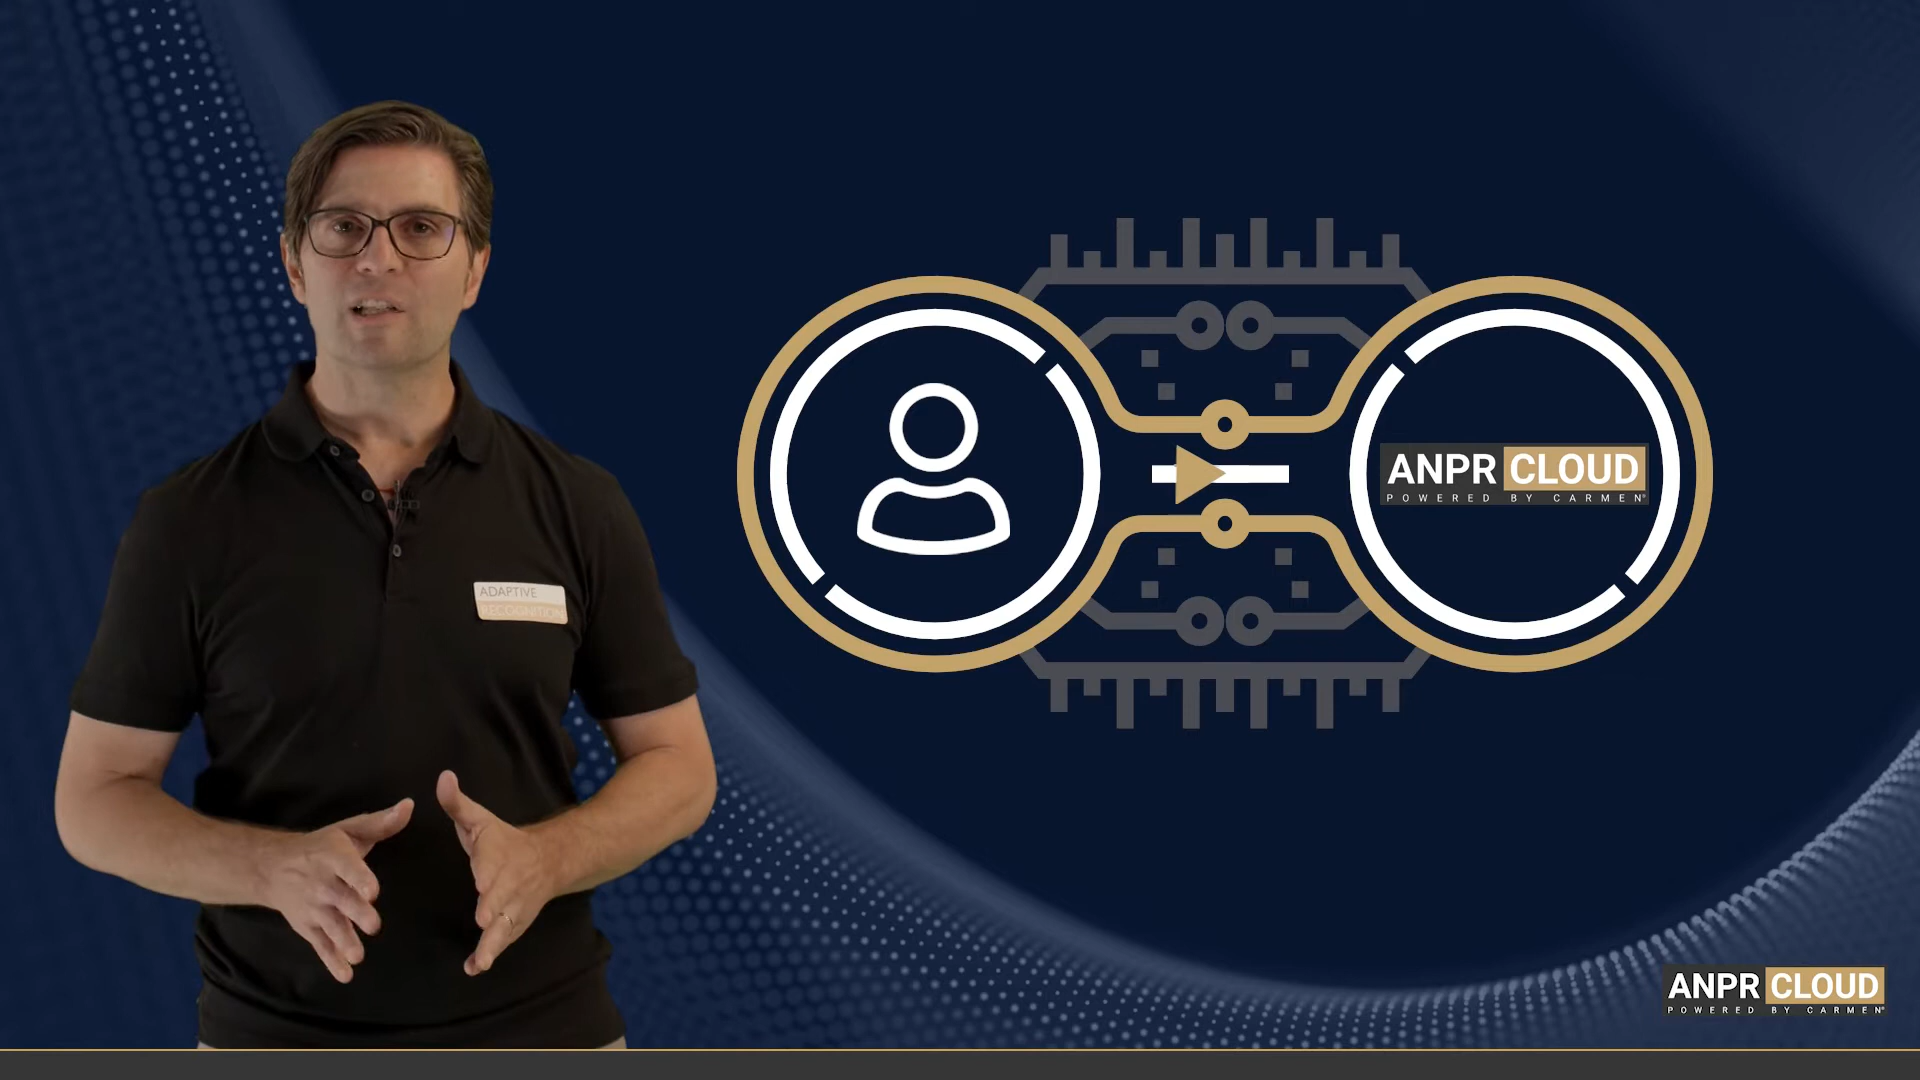 ADAPTIVE
RECOGNITION
ANPR CLOUD
POWERED BY CARMEN®
ANPR CLOUD
POWERED BY CARMEN®